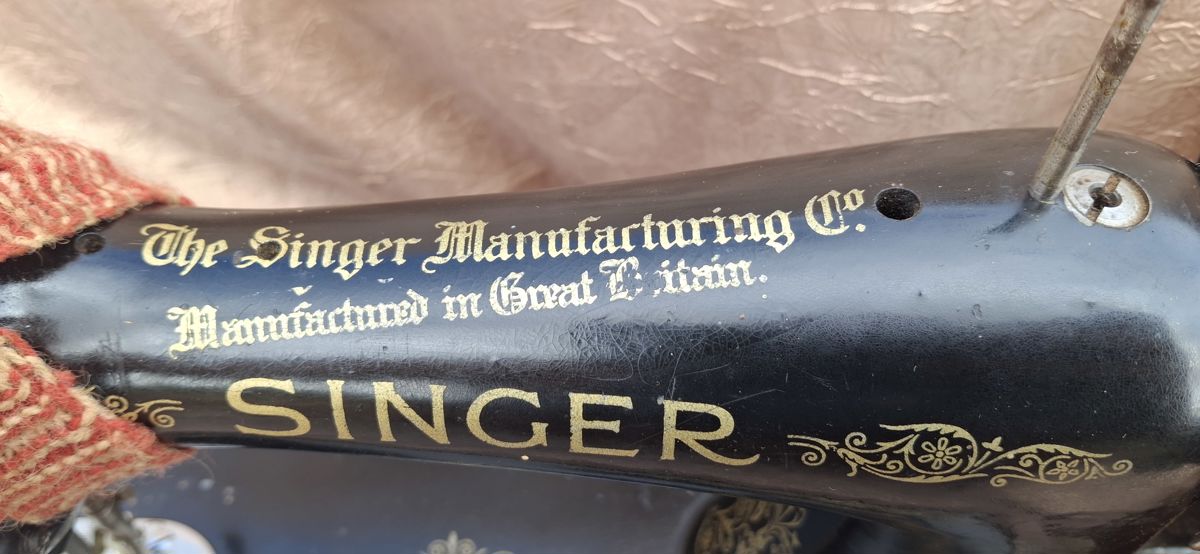 The Singer Manufacturing Co.
Manufactured in Great Britain.
SINGER